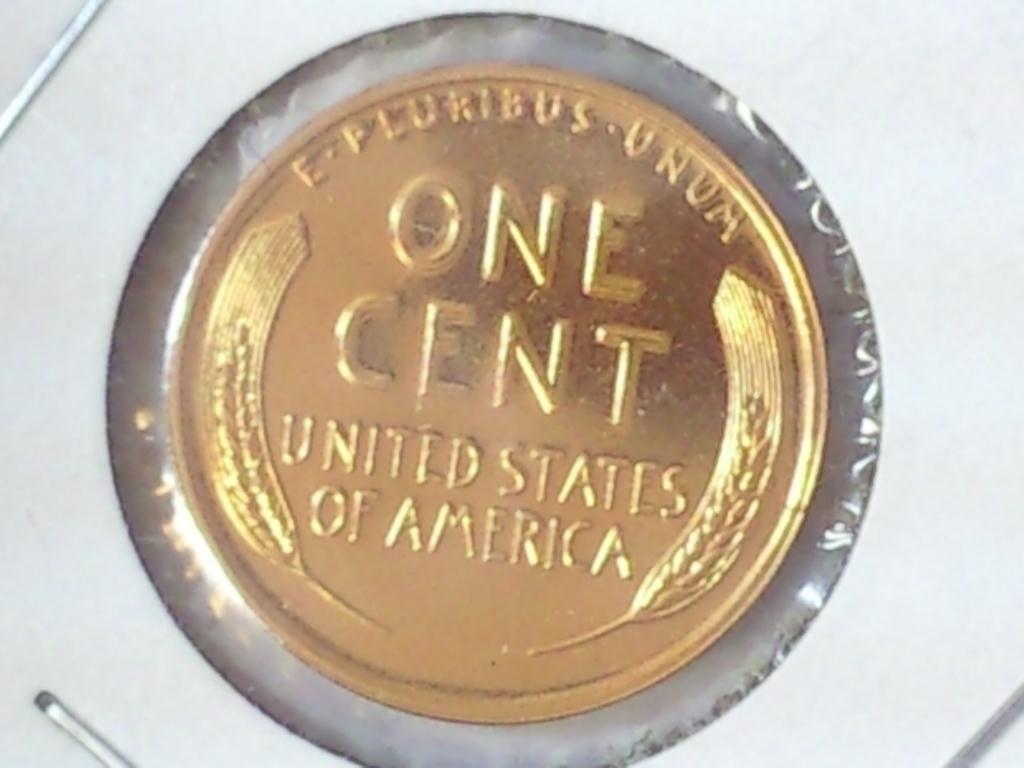 E·PLURIBUS·UNUM
ONE
CENT
UNITED STATES
OF AMERICA